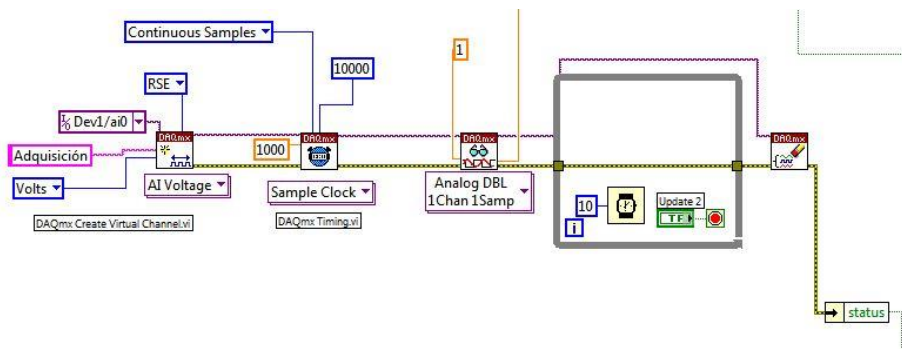 Continuous Samples
10000
RSE
1
I/O Dev1/ai0
DAQmx
DAQmx
DAQmx
DAQmx
Adquisición
1000
Volts
AI Voltage
Sample Clock
Analog DBL
1Chan 1Samp
DAQmx Create Virtual Channel.vi
DAQmx Timing.vi
10
Update 2
TF
i
status